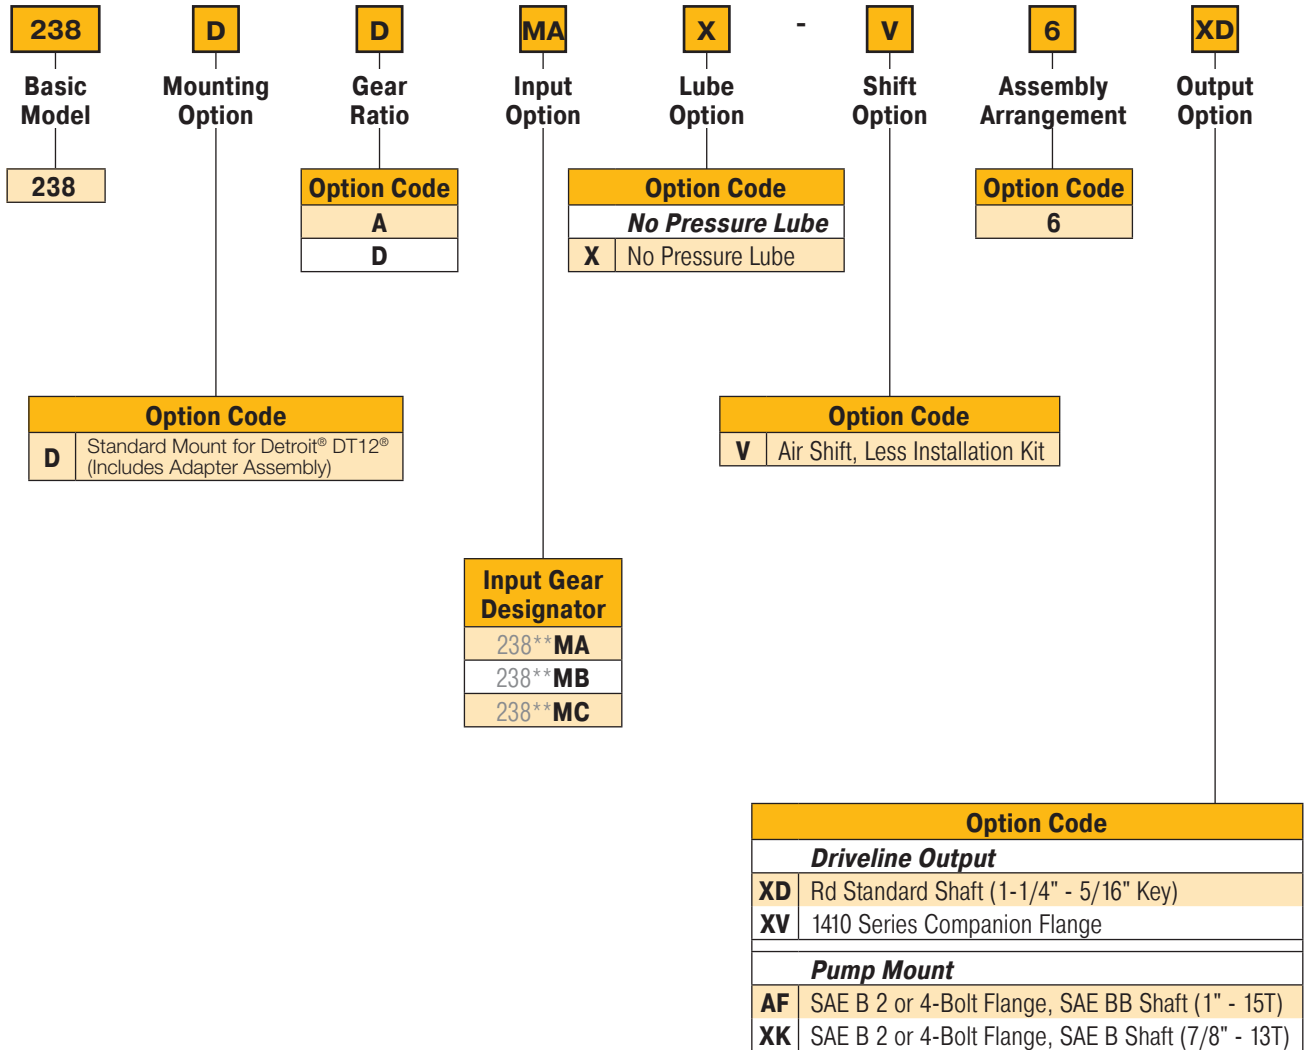 238 D D MA X - V 6 XD
Basic Model
Mounting Option
Gear Ratio
Input Option
Lube Option
Shift Option
Assembly Arrangement
Output Option
238
Option Code
A
D
Option Code
No Pressure Lube
X No Pressure Lube
Option Code
6
Option Code
D Standard Mount for Detroit® DT12®
(Includes Adapter Assembly)
Option Code
V Air Shift, Less Installation Kit
Input Gear
Designator
238**MA
238**MB
238**MC
Option Code
Driveline Output
XD Rd Standard Shaft (1-1/4" - 5/16" Key)
XV 1410 Series Companion Flange
Pump Mount
AF SAE B 2 or 4-Bolt Flange, SAE BB Shaft (1" - 15T)
XK SAE B 2 or 4-Bolt Flange, SAE B Shaft (7/8" - 13T)